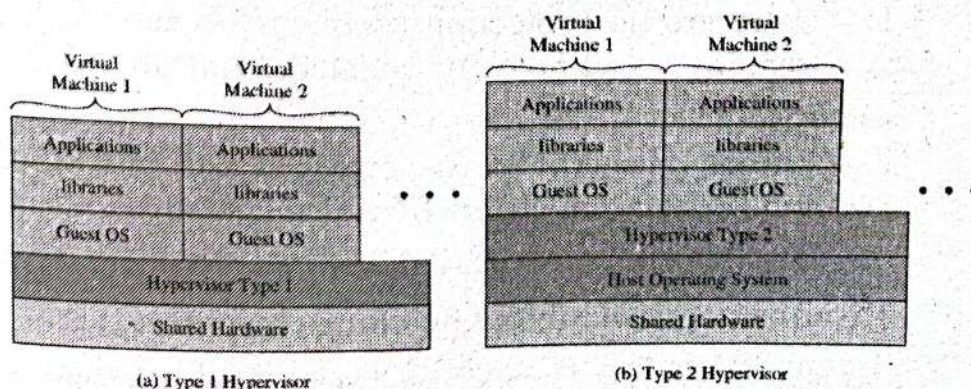 Virtual
Machine 1
Virtual
Machine 2
Applications
Applications
libraries
libraries
Guest OS
Guest OS
Hypervisor Type 1
Shared Hardware
(a) Type 1 Hypervisor
Virtual
Machine 1
Virtual
Machine 2
Applications
Applications
libraries
libraries
Guest OS
Guest OS
Hypervisor Type 2
Host Operating System
Shared Hardware
(b) Type 2 Hypervisor